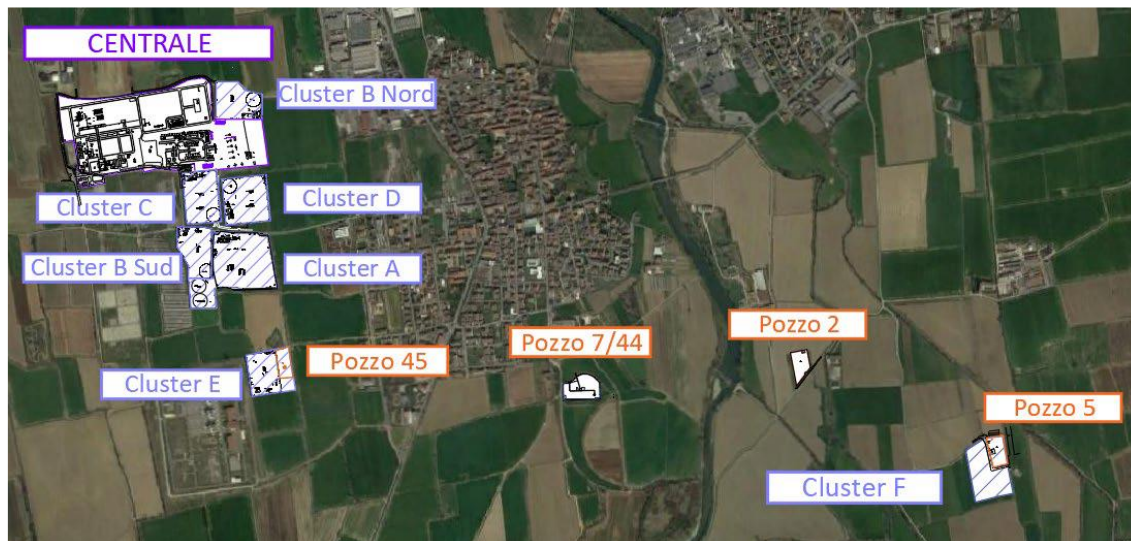 CENTRALE
Cluster B Nord
Cluster C
Cluster D
Cluster B Sud
Cluster A
Cluster E
Pozzo 45
Pozzo 7/44
Pozzo 2
Pozzo 5
Cluster F